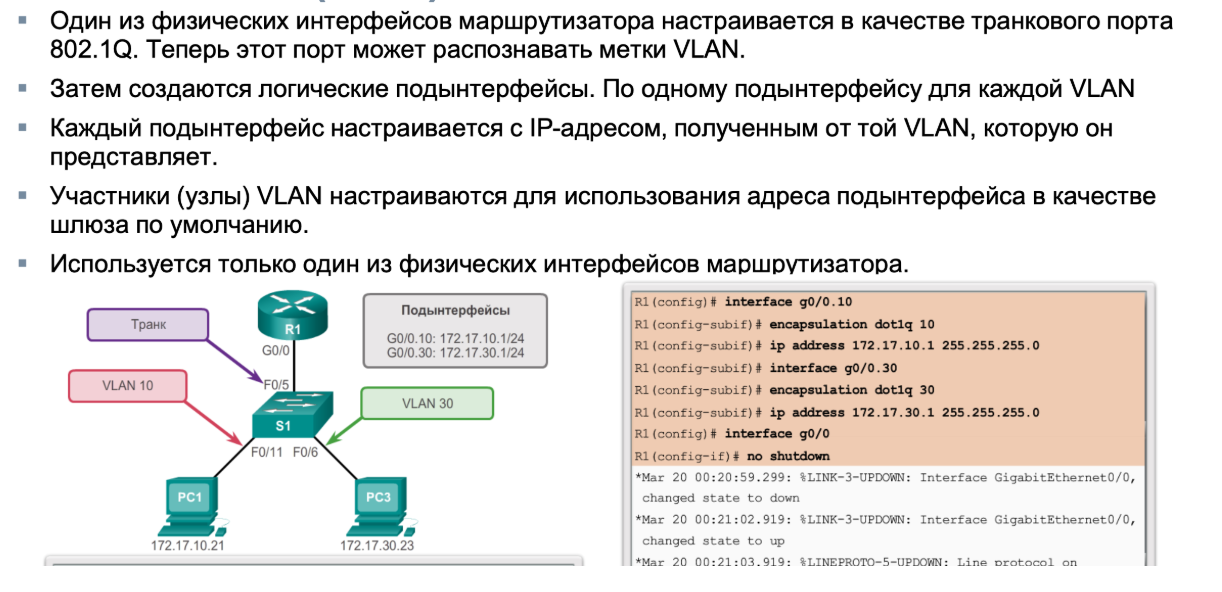 Один из физических интерфейсов маршрутизатора настраивается в качестве транкового порта
802.1Q. Теперь этот порт может распознавать метки VLAN.
Затем создаются логические подынтерфейсы. По одному подынтерфейсу для каждой VLAN
Каждый подынтерфейс настраивается с IP-адресом, полученным от той VLAN, которую он
представляет.
Участники (узлы) VLAN настраиваются для использования адреса подынтерфейса в качестве
шлюза по умолчанию.
Используется только один из физических интерфейсов маршрутизатора.
Транк
R1
Подынтерфейсы
G0/0.10: 172.17.10.1/24
G0/0.30: 172.17.30.1/24
G0/0
VLAN 10
F0/5
VLAN 30
S1
F0/11 F0/6
PC1
PC3
172.17.10.21
172.17.30.23
R1(config)# interface g0/0.10
R1(config-subif)# encapsulation dot1q 10
R1(config-subif)# ip address 172.17.10.1 255.255.255.0
R1(config-subif)# interface g0/0.30
R1(config-subif)# encapsulation dot1q 30
R1(config-subif)# ip address 172.17.30.1 255.255.255.0
R1(config)# interface g0/0
R1(config-if)# no shutdown
*Mar 20 00:20:59.299: %LINK-3-UPDOWN: Interface GigabitEthernet0/0,
changed state to down
*Mar 20 00:21:02.919: %LINK-3-UPDOWN: Interface GigabitEthernet0/0,
changed state to up
*Mar 20 00:21:03.919: %LINEPROTO-5-UPDOWN: Line protocol on